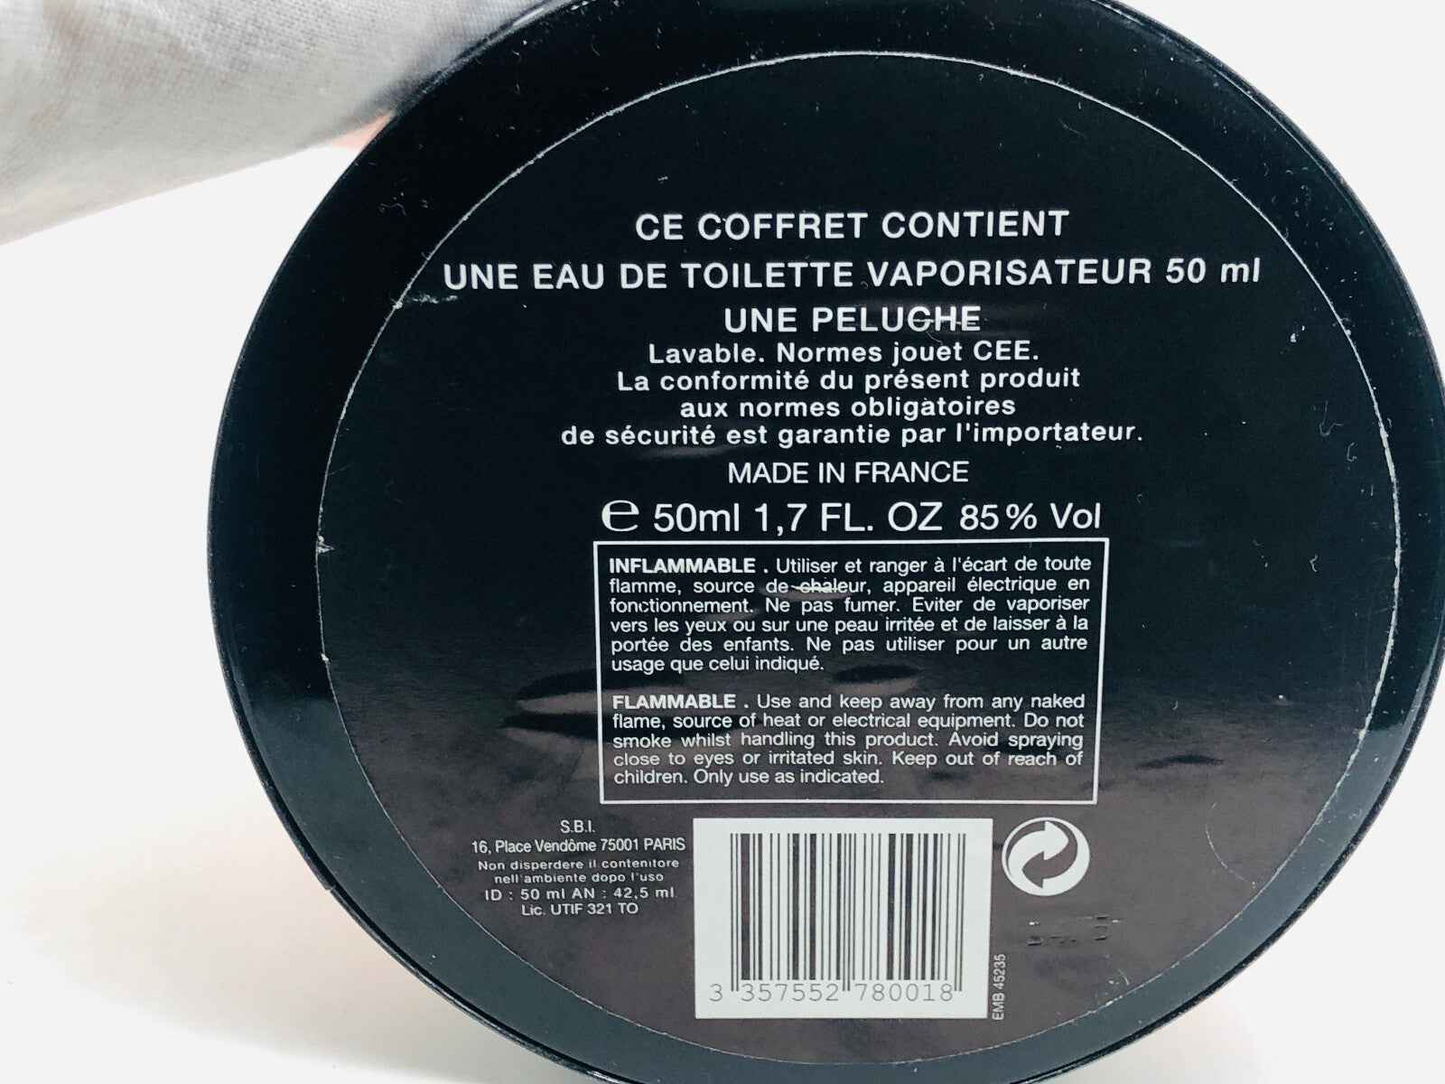 CE COFFRET CONTIENT
UNE EAU DE TOILETTE VAPORISATEUR 50 ml
UNE PELUCHE
Lavable. Normes jouet CEE.
La conformité du présent produit
aux normes obligatoires
de sécurité est garantie par l'importateur.
MADE IN FRANCE
℮ 50ml 1,7 FL. OZ 85% Vol
INFLAMMABLE . Utiliser et ranger à l'écart de toute
flamme, source de chaleur, appareil électrique en
fonctionnement. Ne pas fumer. Eviter de vaporiser
vers les yeux ou sur une peau irritée et de laisser à la
portée des enfants. Ne pas utiliser pour un autre
usage que celui indiqué.
FLAMMABLE . Use and keep away from any naked
flame, source of heat or electrical equipment. Do not
smoke whilst handling this product. Avoid spraying
close to eyes or irritated skin. Keep out of reach of
children. Only use as indicated.
S.B.I.
16, Place Vendôme 75001 PARIS
Non disperdere il contenitore
nell'ambiente dopo l'uso
ID : 50 ml AN : 42,5 ml
Lic. UTIF 321 TO
3 357552 780018
EMB 45235